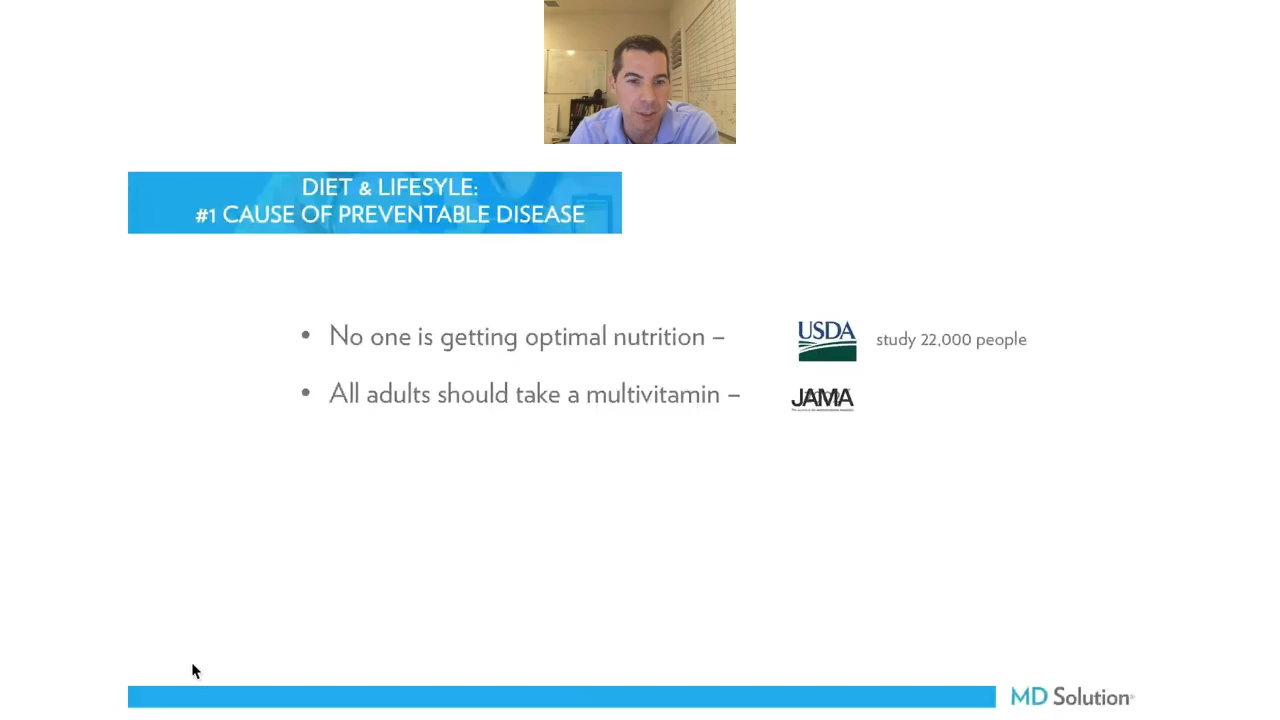 DIET & LIFESYLE:
#1 CAUSE OF PREVENTABLE DISEASE
• No one is getting optimal nutrition – USDA study 22,000 people
• All adults should take a multivitamin – JAMA
MD Solution